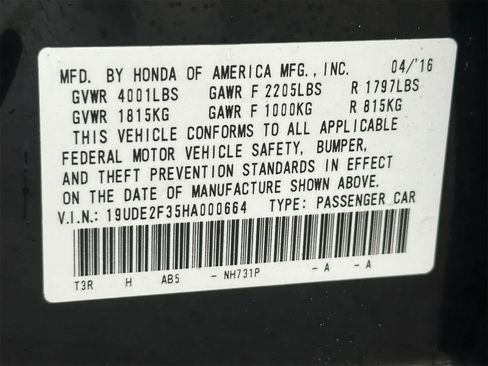 MFD. BY HONDA OF AMERICA MFG., INC. 04/'16
GVWR 4001LBS GAWR F 2205LBS R 1797LBS
GVWR 1815KG GAWR F 1000KG R 815KG
THIS VEHICLE CONFORMS TO ALL APPLICABLE
FEDERAL MOTOR VEHICLE SAFETY, BUMPER,
AND THEFT PREVENTION STANDARDS IN EFFECT
ON THE DATE OF MANUFACTURE SHOWN ABOVE.
V.I.N.: 19UDE2F35HA000664 TYPE: PASSENGER CAR
T3R H AB5 - NH731P - A - A